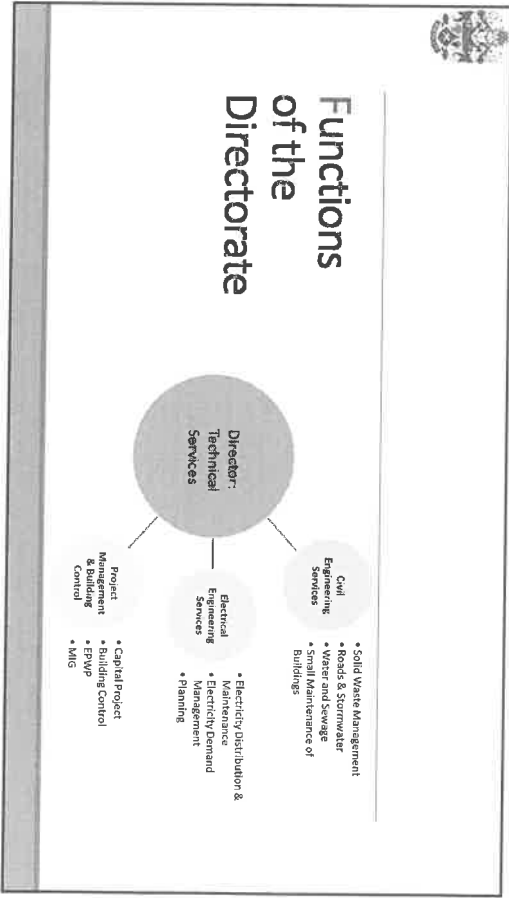 Functions
of the
Directorate
Director:
Technical
Services
Civil
Engineering
Services
• Solid Waste Management
• Roads & Stormwater
• Water and Sewage
• Small Maintenance of
Buildings
Electrical
Engineering
Services
• Electricity Distribution &
Maintenance
• Electricity Demand
Management
• Planning
Project
Management
& Building
Control
• Capital Project
• Building Control
• EPWP
• MIG